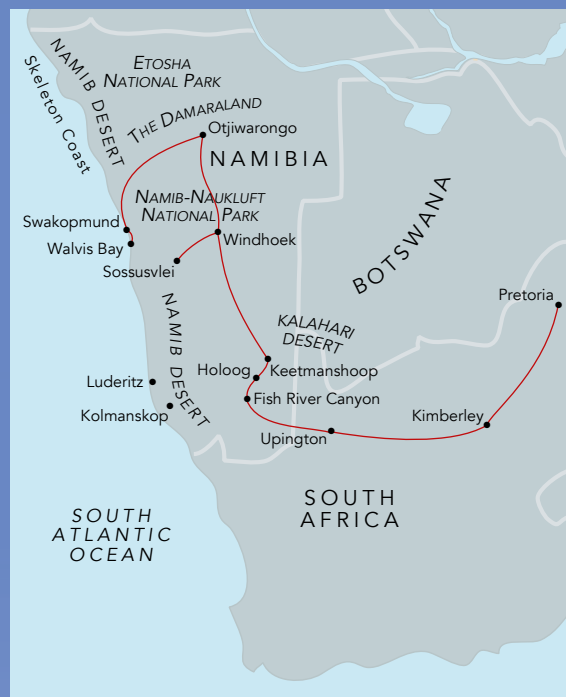 ETOSHA
NATIONAL PARK
NAMIB DESERT
Skeleton Coast
THE DAMARALAND
Otjiwarongo
NAMIBIA
NAMIB-NAUKLUFT
NATIONAL PARK
Swakopmund
Windhoek
Walvis Bay
Sossusvlei
BOTSWANA
Pretoria
NAMIB DESERT
KALAHARI
DESERT
Holoog
Keetmanshoop
Luderitz
Fish River Canyon
Kolmanskop
Kimberley
Upington
SOUTH
AFRICA
SOUTH
ATLANTIC
OCEAN